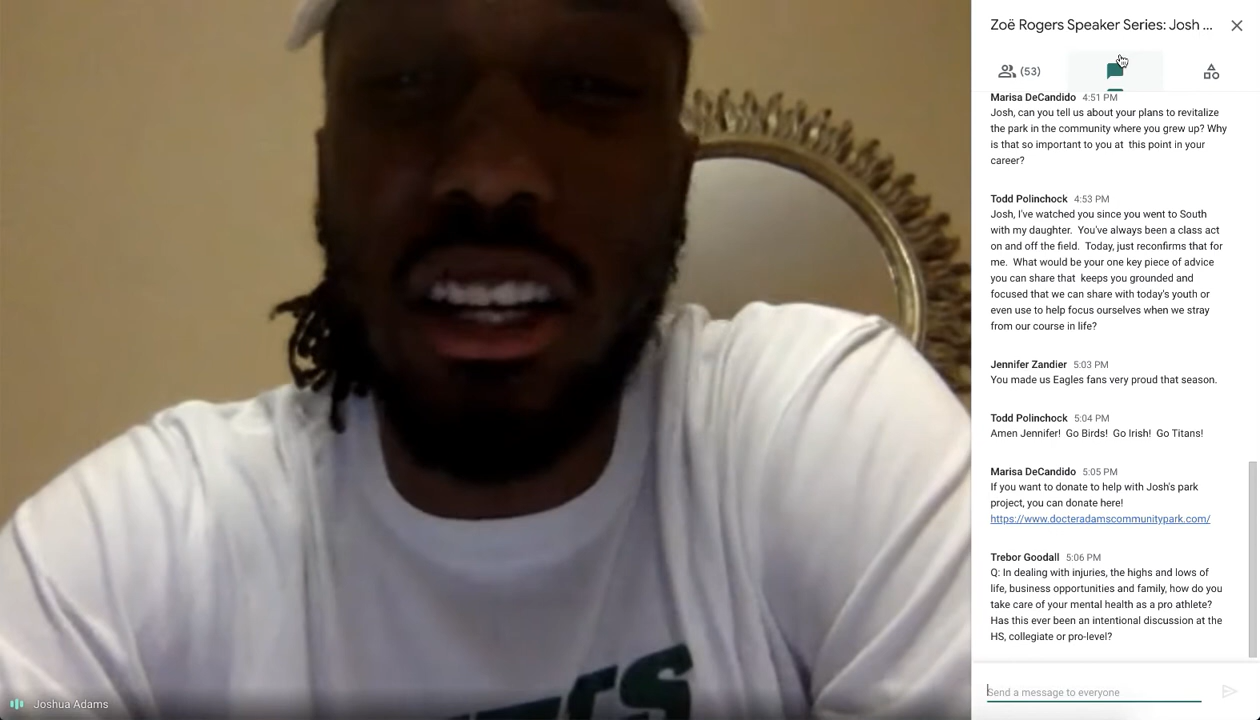 Zoë Rogers Speaker Series: Josh ...
(53)
Marisa DeCandido 4:51 PM
Josh, can you tell us about your plans to revitalize
the park in the community where you grew up? Why
is that so important to you at this point in your
career?
Todd Polinchock 4:53 PM
Josh, I've watched you since you went to South
with my daughter. You've always been a class act
on and off the field. Today, just reconfirms that for
me. What would be your one key piece of advice
you can share that keeps you grounded and
focused that we can share with today's youth or
even use to help focus ourselves when we stray
from our course in life?
Jennifer Zandier 5:03 PM
You made us Eagles fans very proud that season.
Todd Polinchock 5:04 PM
Amen Jennifer! Go Birds! Go Irish! Go Titans!
Marisa DeCandido 5:05 PM
If you want to donate to help with Josh's park
project, you can donate here!
https://www.docteradamscommunitypark.com/
Trebor Goodall 5:06 PM
Q: In dealing with injuries, the highs and lows of
life, business opportunities and family, how do you
take care of your mental health as a pro athlete?
Has this ever been an intentional discussion at the
HS, collegiate or pro-level?
Send a message to everyone
Joshua Adams